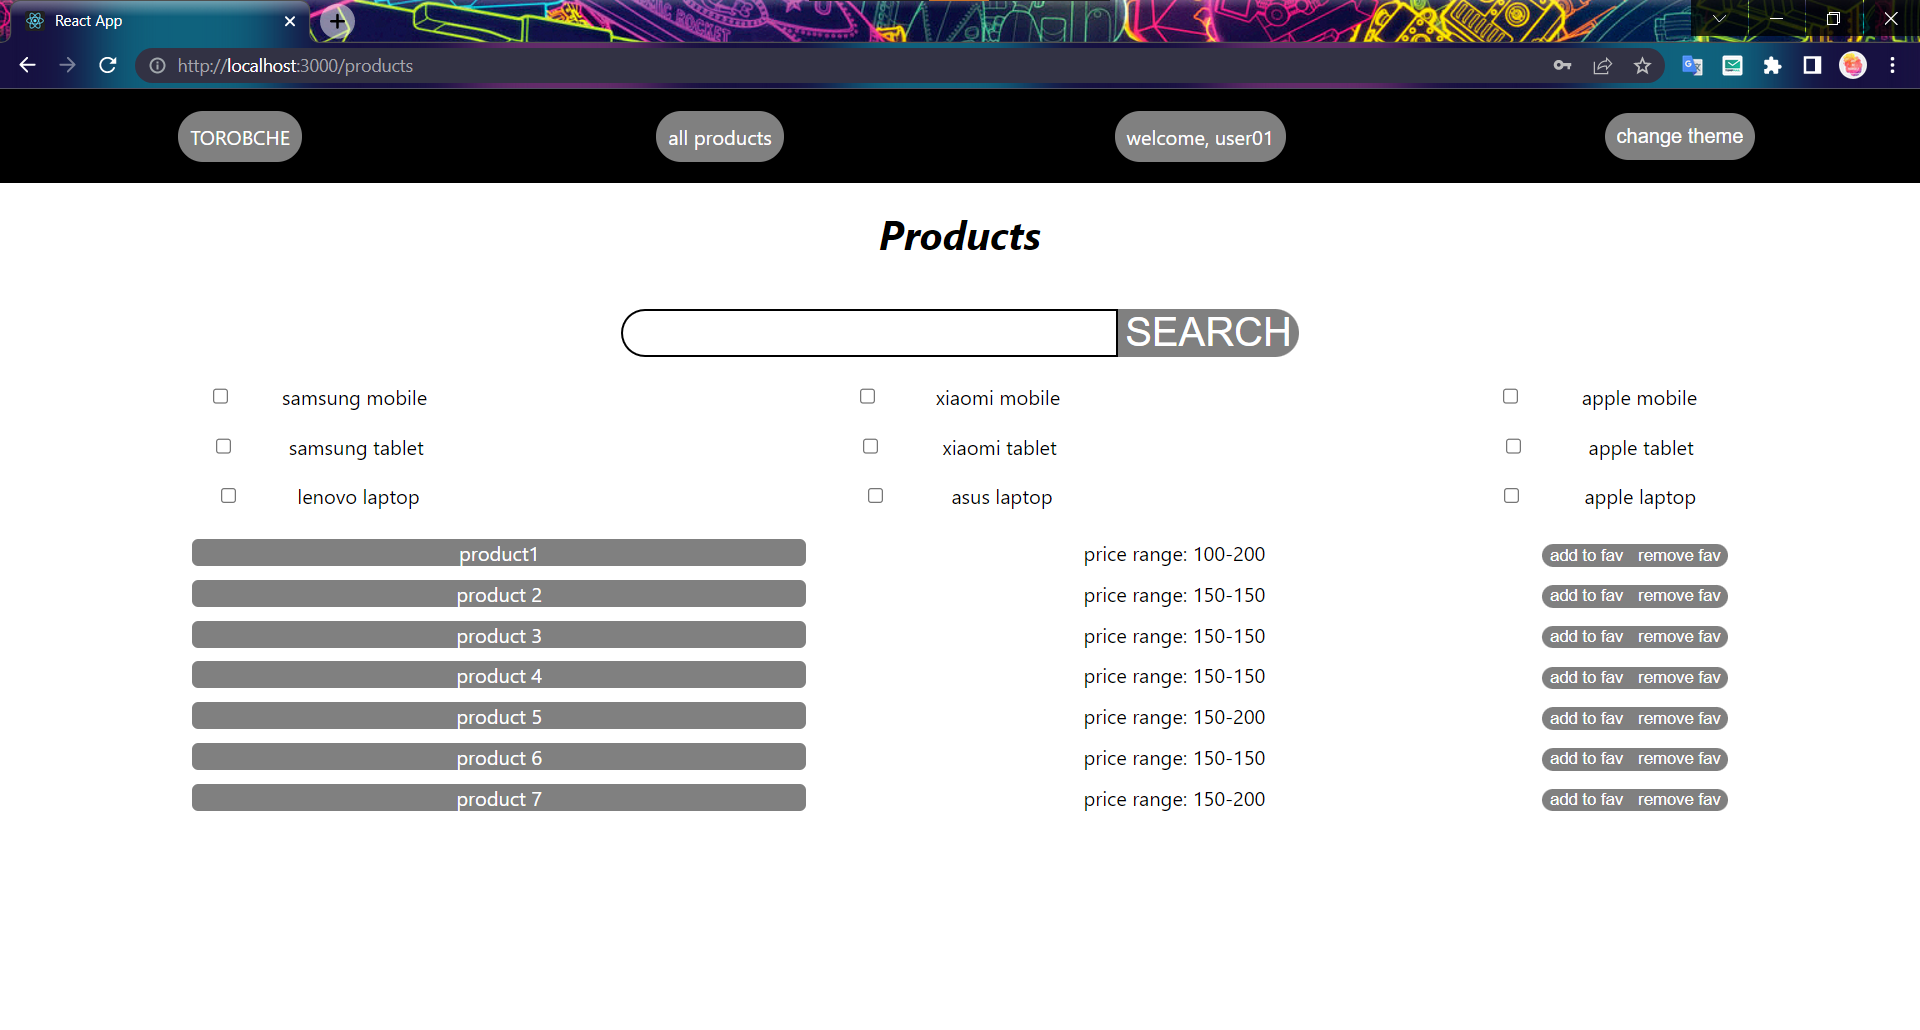 React App
http://localhost:3000/products
TOROBCHE all products welcome, user01 change theme
Products
SEARCH
samsung mobile xiaomi mobile apple mobile
samsung tablet xiaomi tablet apple tablet
lenovo laptop asus laptop apple laptop
product1 price range: 100-200 add to fav remove fav
product 2 price range: 150-150 add to fav remove fav
product 3 price range: 150-150 add to fav remove fav
product 4 price range: 150-150 add to fav remove fav
product 5 price range: 150-200 add to fav remove fav
product 6 price range: 150-150 add to fav remove fav
product 7 price range: 150-200 add to fav remove fav